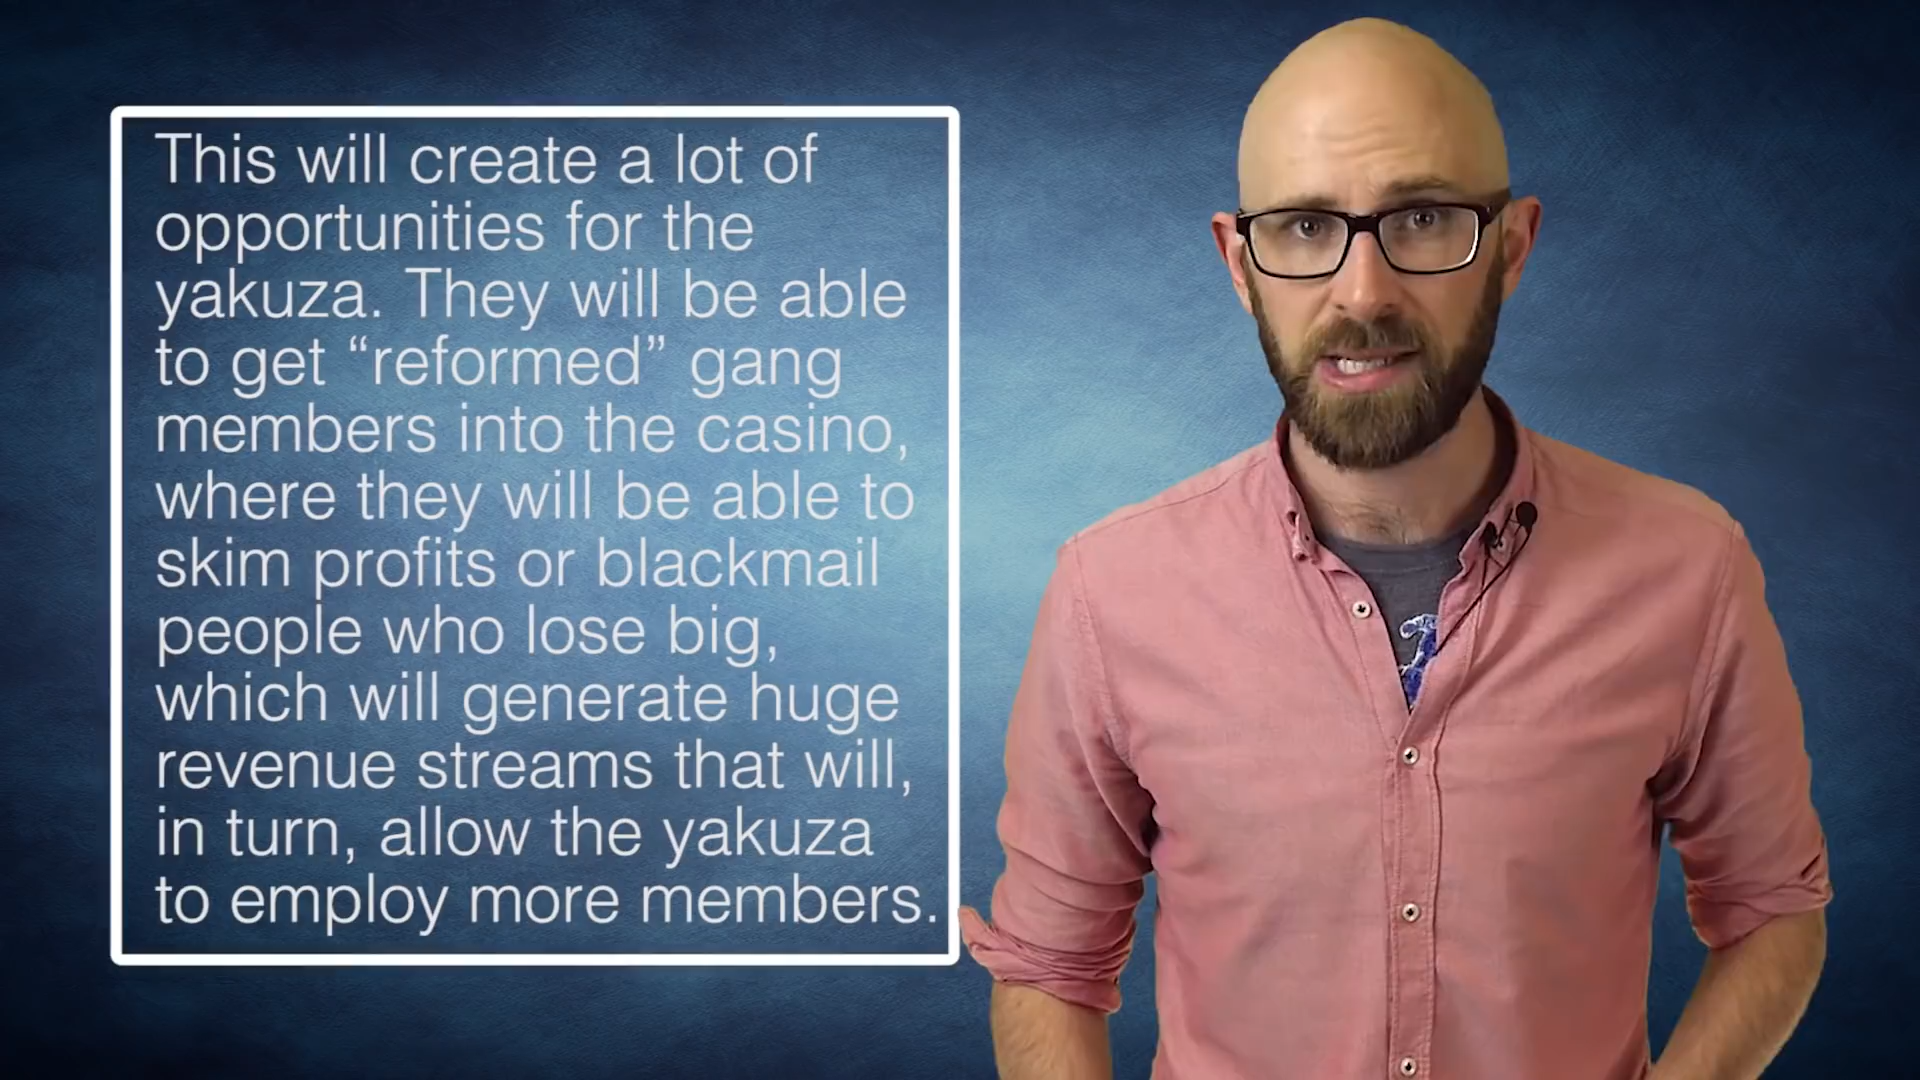 This will create a lot of
opportunities for the
yakuza. They will be able
to get “reformed” gang
members into the casino,
where they will be able to
skim profits or blackmail
people who lose big,
which will generate huge
revenue streams that will,
in turn, allow the yakuza
to employ more members.